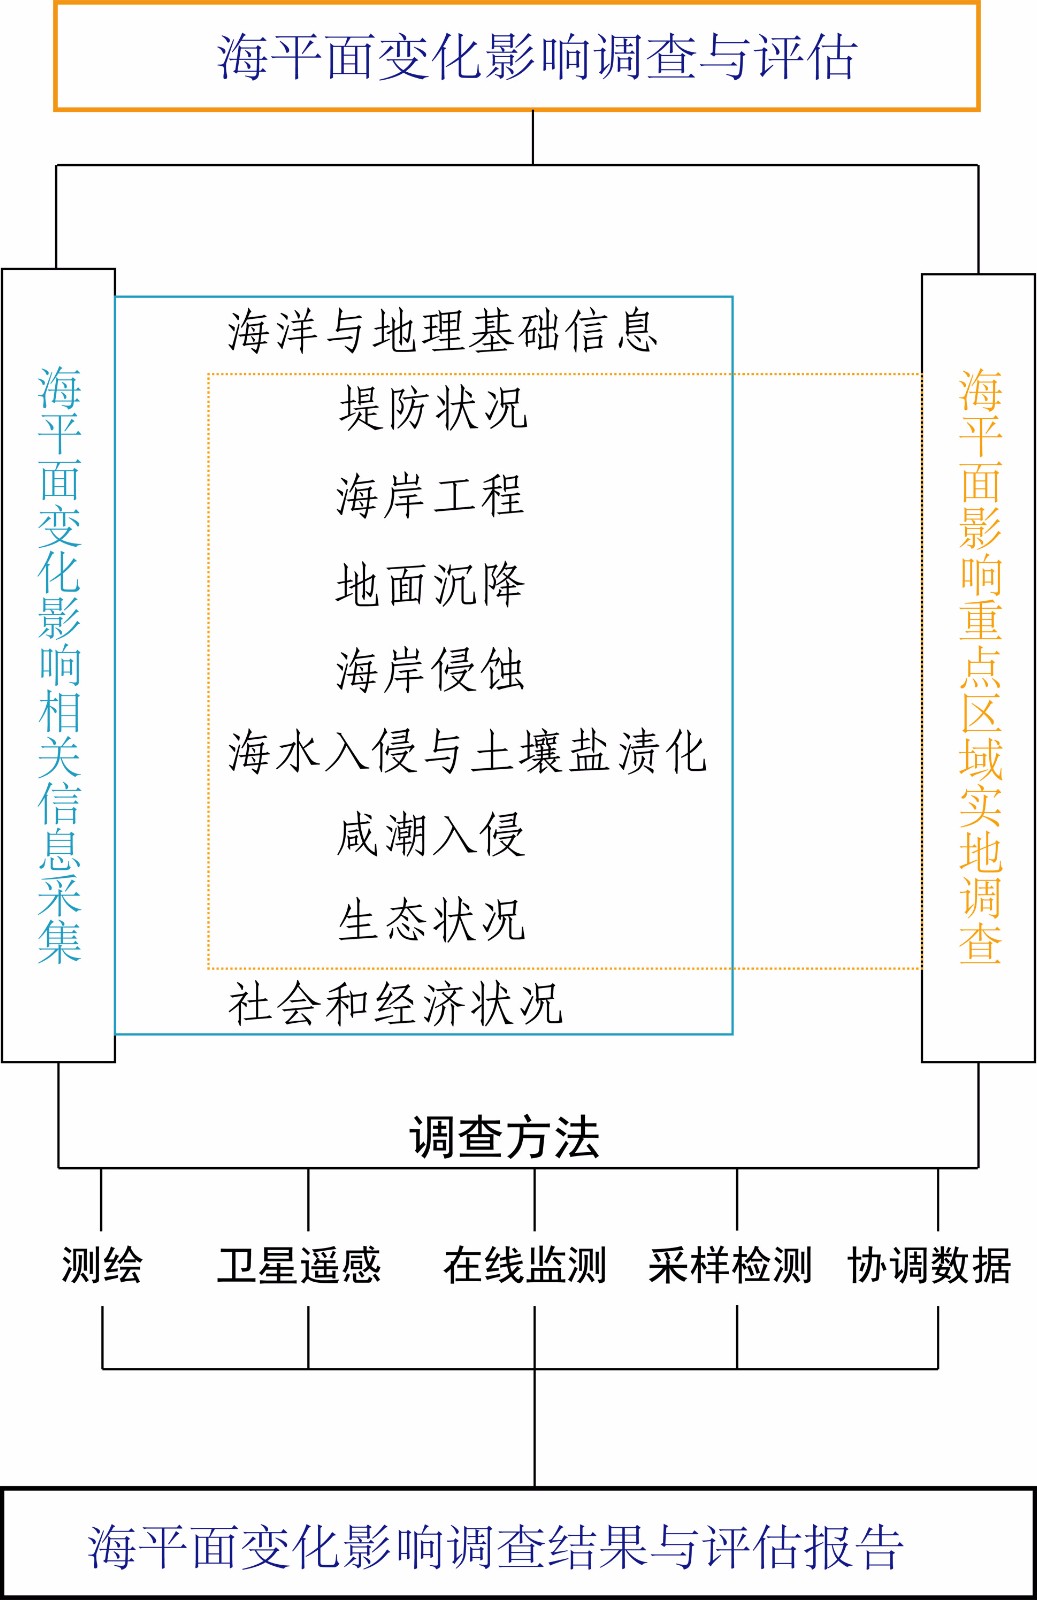 海平面变化影响调查与评估
海平面变化影响相关信息采集
海洋与地理基础信息
堤防状况
海岸工程
地面沉降
海岸侵蚀
海水入侵与土壤盐渍化
咸潮入侵
生态状况
社会和经济状况
海平面影响重点区域实地调查
调查方法
测绘
卫星遥感
在线监测
采样检测
协调数据
海平面变化影响调查结果与评估报告